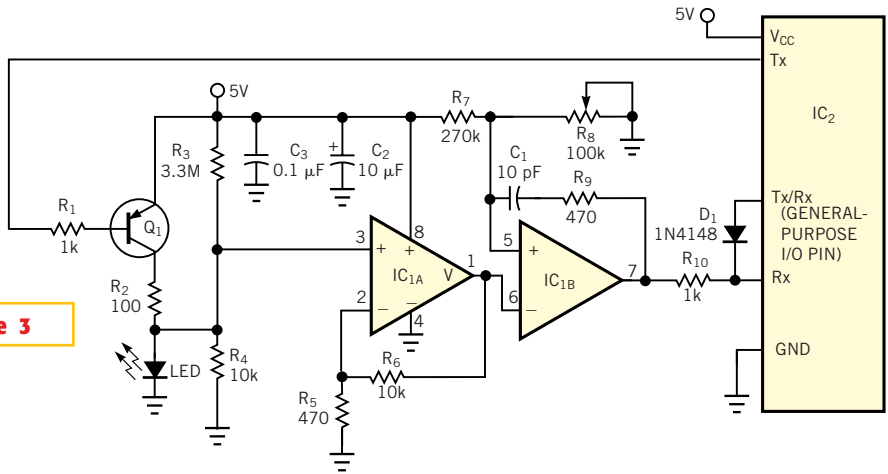 5V
V_CC
Tx
IC₂
5V
R₇
270k
R₈
100k
R₃
3.3M
C₃
0.1 µF
+
C₂
10 µF
C₁
10 pF
R₉
470
Tx/Rx
(GENERAL-
PURPOSE
I/O PIN)
D₁
1N4148
R₁
1k
Q₁
3
+
8
+
IC₁A
V
1
2
–
–
4
5
+
IC₁B
7
6
–
R₁₀
1k
Rx
R₂
100
e 3
LED
R₄
10k
R₆
10k
R₅
470
GND